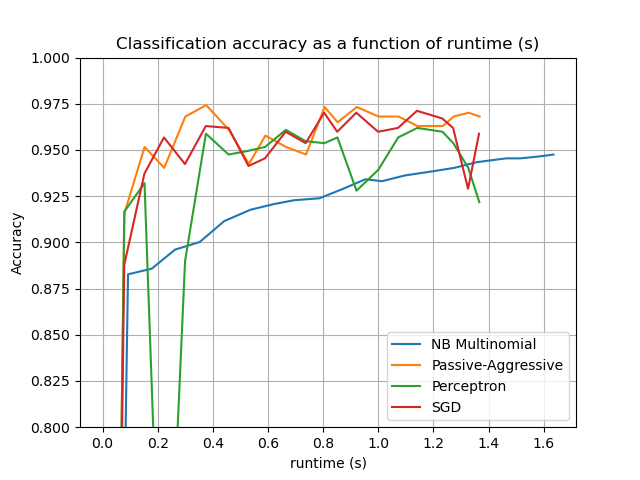 Classification accuracy as a function of runtime (s)
1.000
0.975
0.950
0.925
0.900
0.875
0.850
0.825
0.800
Accuracy
0.0 0.2 0.4 0.6 0.8 1.0 1.2 1.4 1.6
runtime (s)
NB Multinomial
Passive-Aggressive
Perceptron
SGD